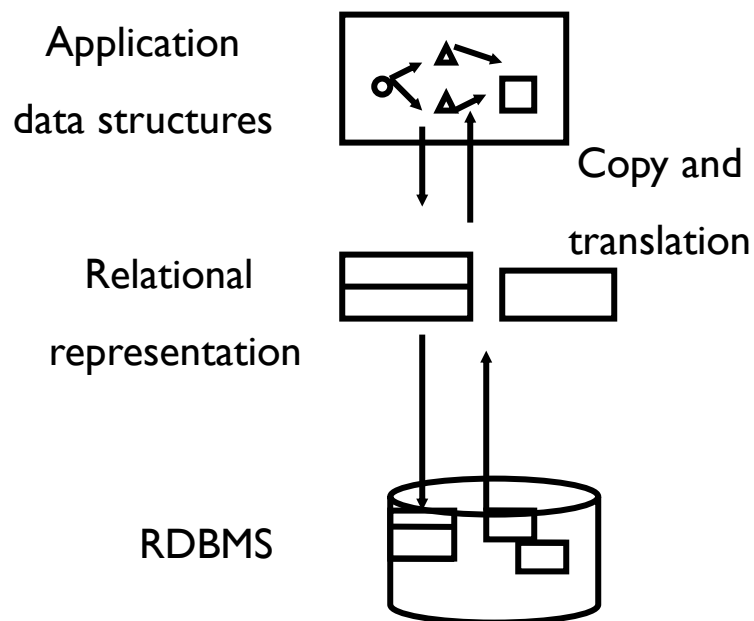 Application
data structures
Copy and
translation
Relational
representation
RDBMS